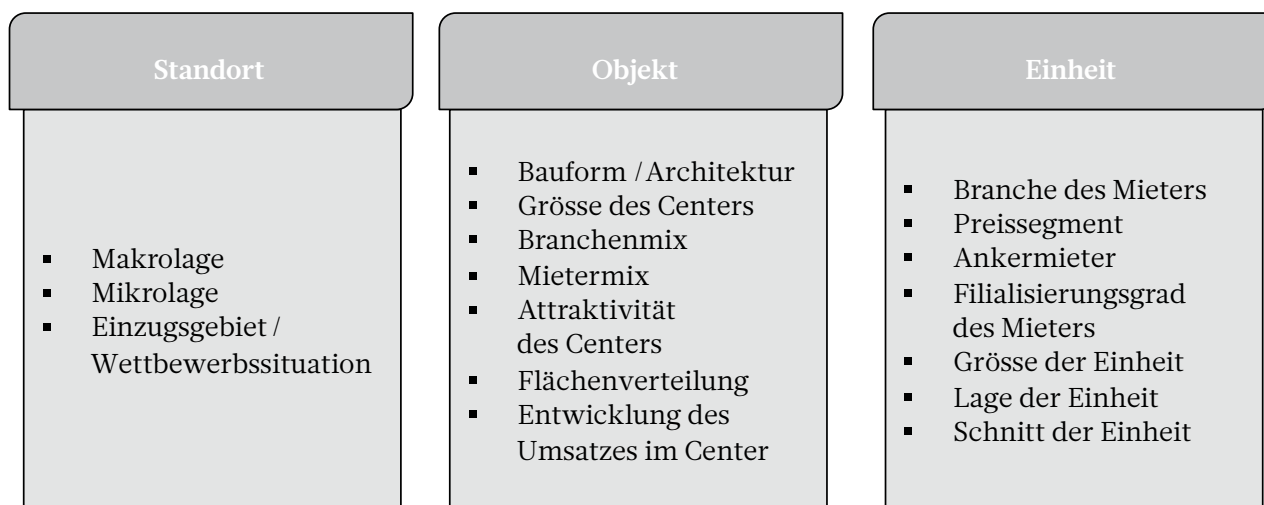 Standort
▪ Makrolage
▪ Mikrolage
▪ Einzugsgebiet /
Wettbewerbssituation
Objekt
▪ Bauform / Architektur
▪ Grösse des Centers
▪ Branchenmix
▪ Mietermix
▪ Attraktivität
des Centers
▪ Flächenverteilung
▪ Entwicklung des
Umsatzes im Center
Einheit
▪ Branche des Mieters
▪ Preissegment
▪ Ankermieter
▪ Filialisierungsgrad
des Mieters
▪ Grösse der Einheit
▪ Lage der Einheit
▪ Schnitt der Einheit